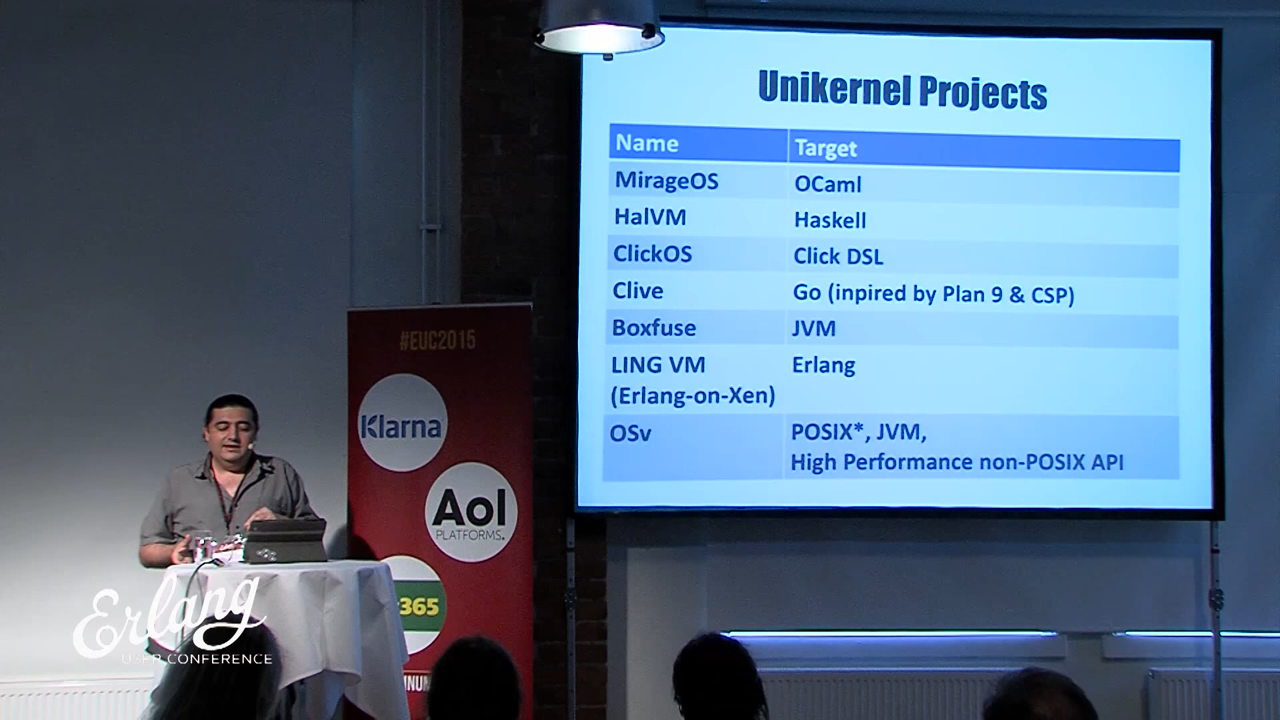 Unikernel Projects
Name Target
MirageOS OCaml
HalVM Haskell
ClickOS Click DSL
Clive Go (inpired by Plan 9 & CSP)
Boxfuse JVM
LING VM Erlang
(Erlang-on-Xen)
OSv POSIX*, JVM,
High Performance non-POSIX API
#EUC2015
Klarna
Aol
PLATFORMS.
365
Erlang
USER CONFERENCE